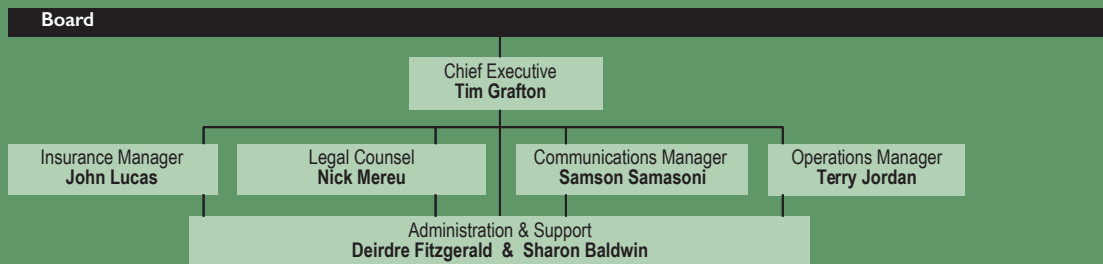 Board
Chief Executive
Tim Grafton
Insurance Manager
John Lucas
Legal Counsel
Nick Mereu
Communications Manager
Samson Samasoni
Operations Manager
Terry Jordan
Administration & Support
Deirdre Fitzgerald & Sharon Baldwin